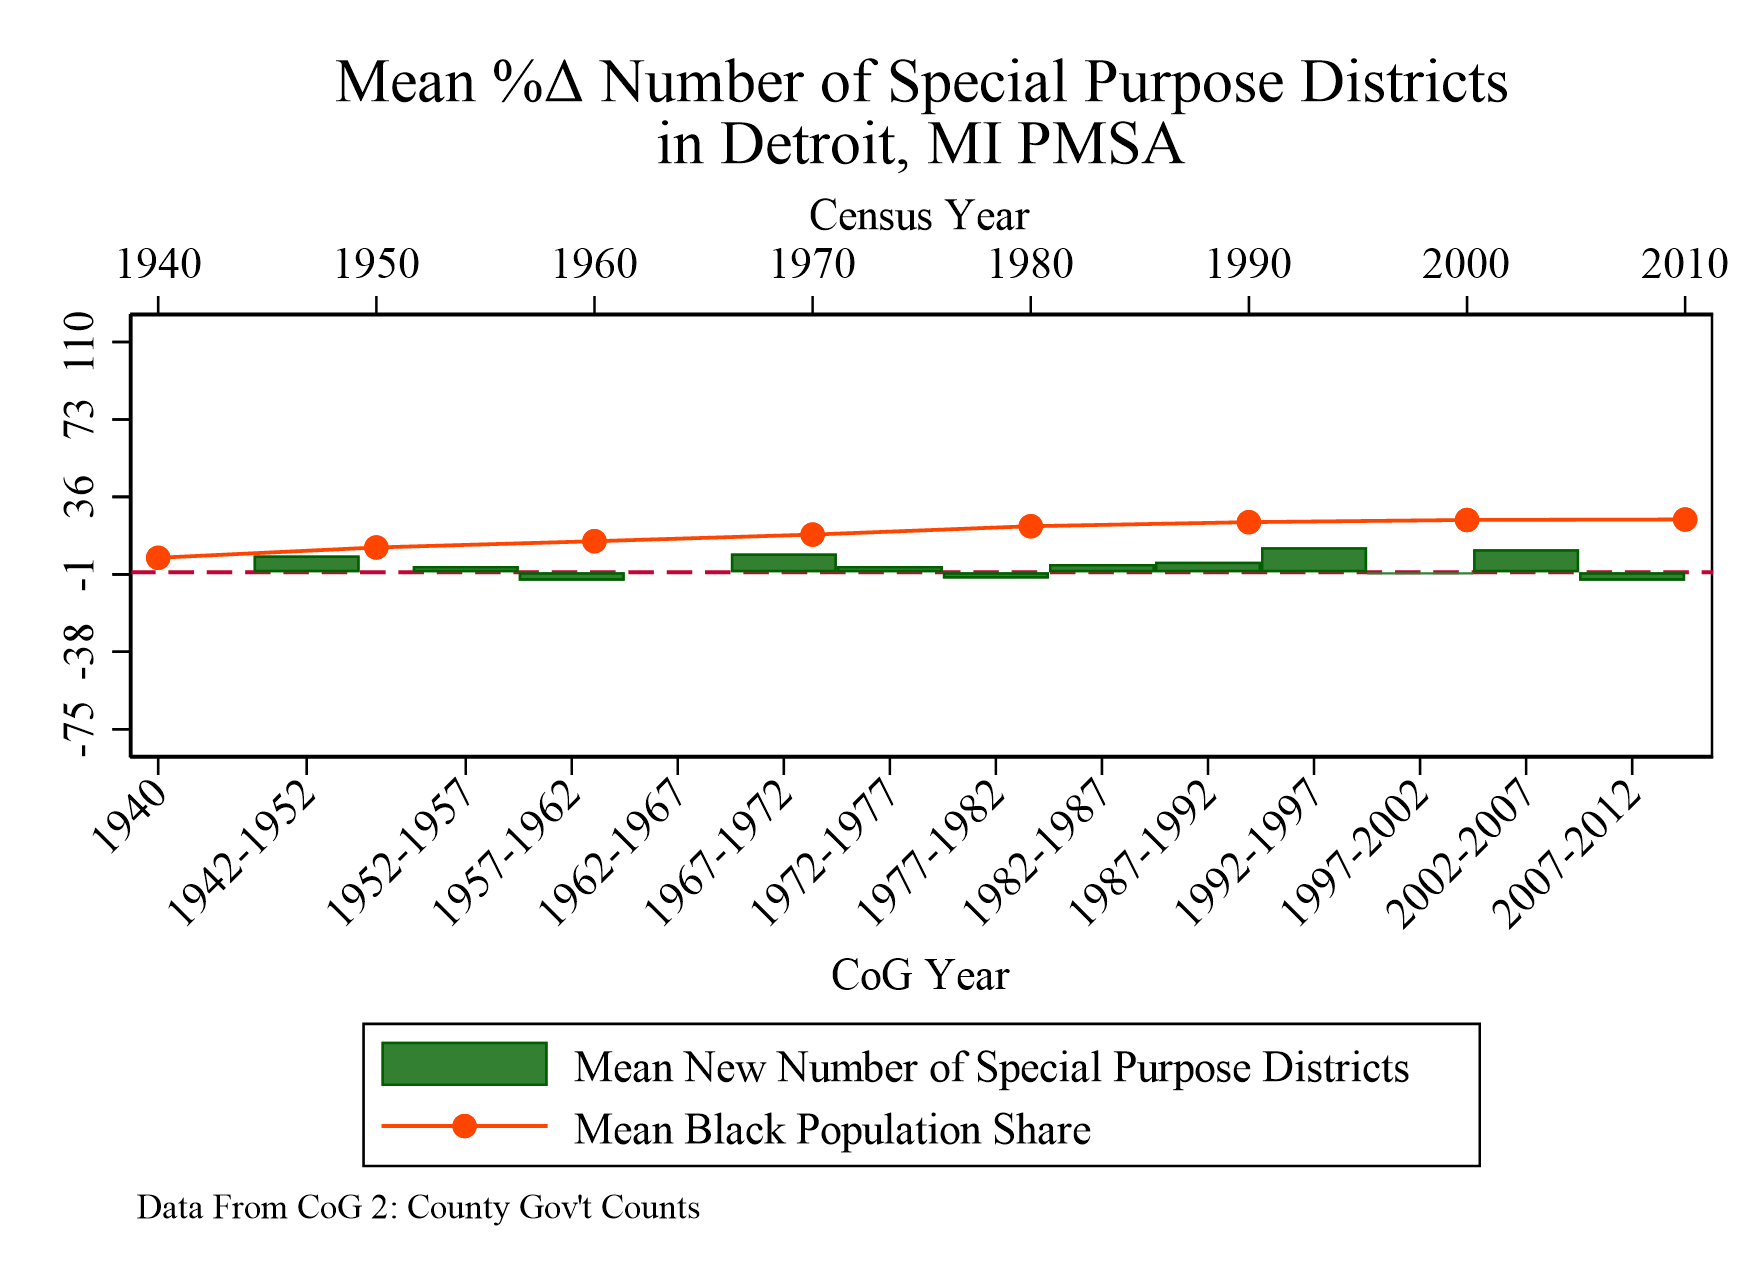 Mean %Δ Number of Special Purpose Districts
in Detroit, MI PMSA
Census Year
1940 1950 1960 1970 1980 1990 2000 2010
110
73
36
-1
-38
-75
1940
1942-1952
1952-1957
1957-1962
1962-1967
1967-1972
1972-1977
1977-1982
1982-1987
1987-1992
1992-1997
1997-2002
2002-2007
2007-2012
CoG Year
Mean New Number of Special Purpose Districts
Mean Black Population Share
Data From CoG 2: County Gov't Counts